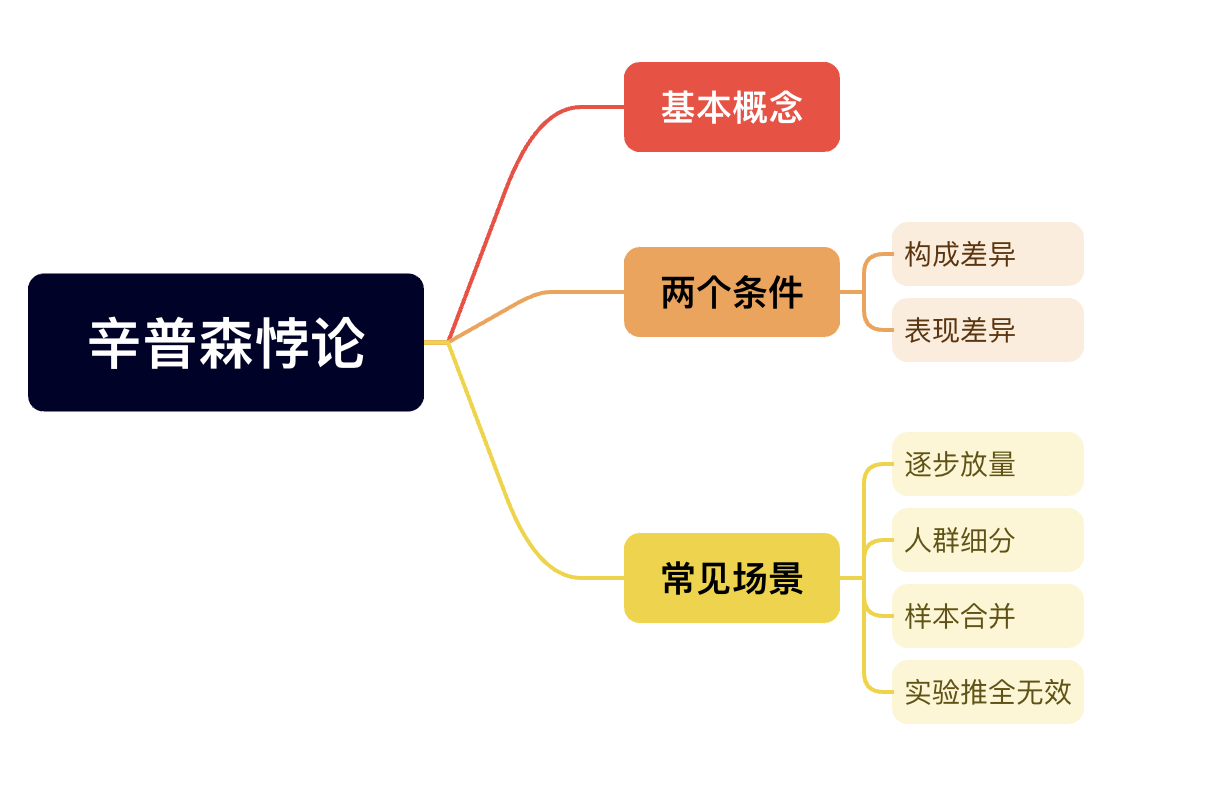 辛普森悖论
基本概念
两个条件
构成差异
表现差异
常见场景
逐步放量
人群细分
样本合并
实验推全无效